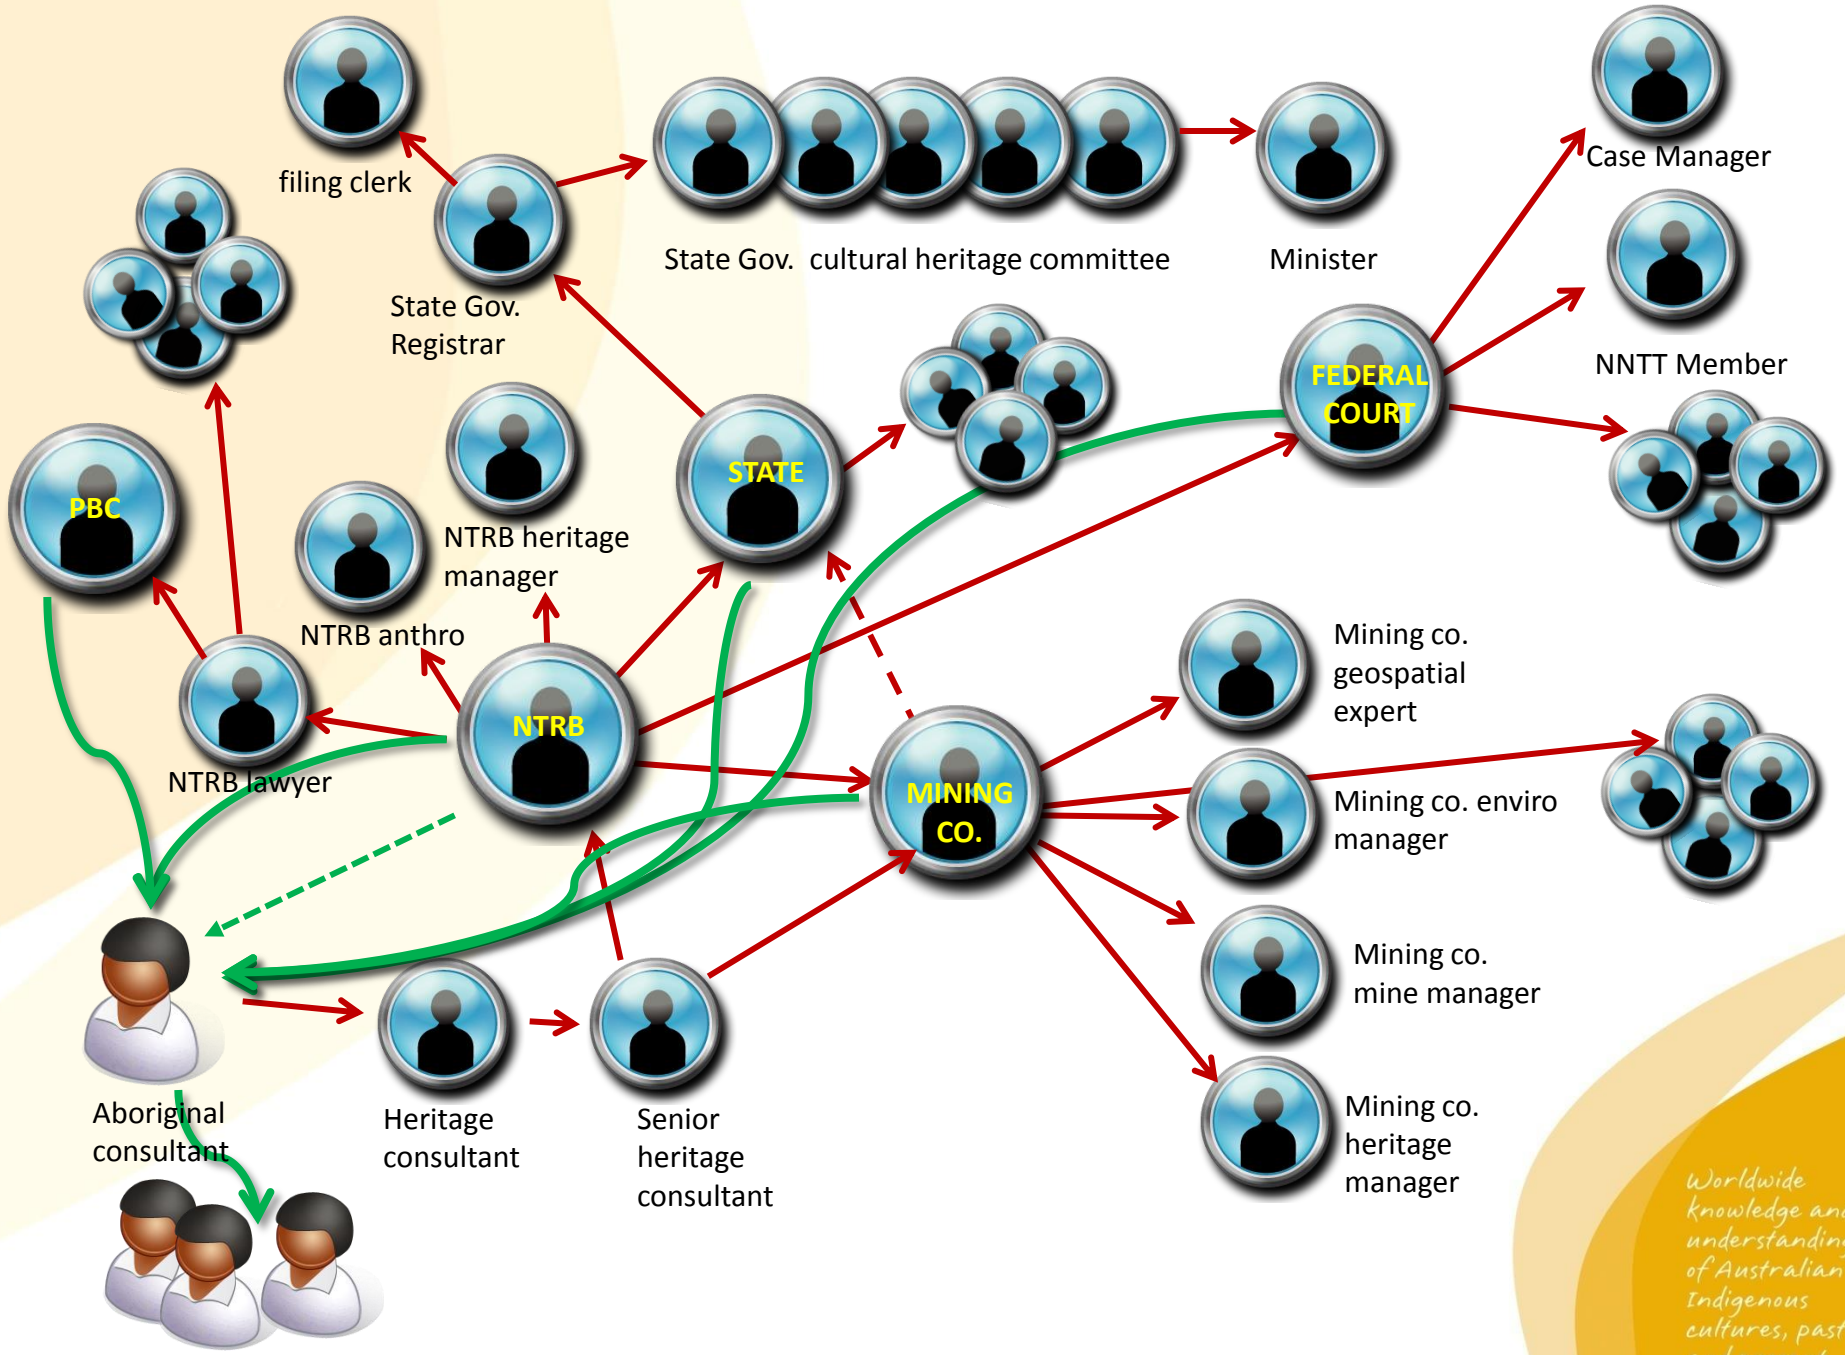 filing clerk
State Gov.
Registrar
State Gov.  cultural heritage committee
Minister
Case Manager
NNTT Member
FEDERAL
COURT
STATE
PBC
NTRB heritage
manager
NTRB anthro
NTRB lawyer
NTRB
MINING
CO.
Mining co.
geospatial
expert
Mining co. enviro
manager
Mining co.
mine manager
Mining co.
heritage
manager
Aboriginal
consultant
Heritage
consultant
Senior
heritage
consultant
Worldwide
knowledge and
understanding
of Australian
Indigenous
cultures, past